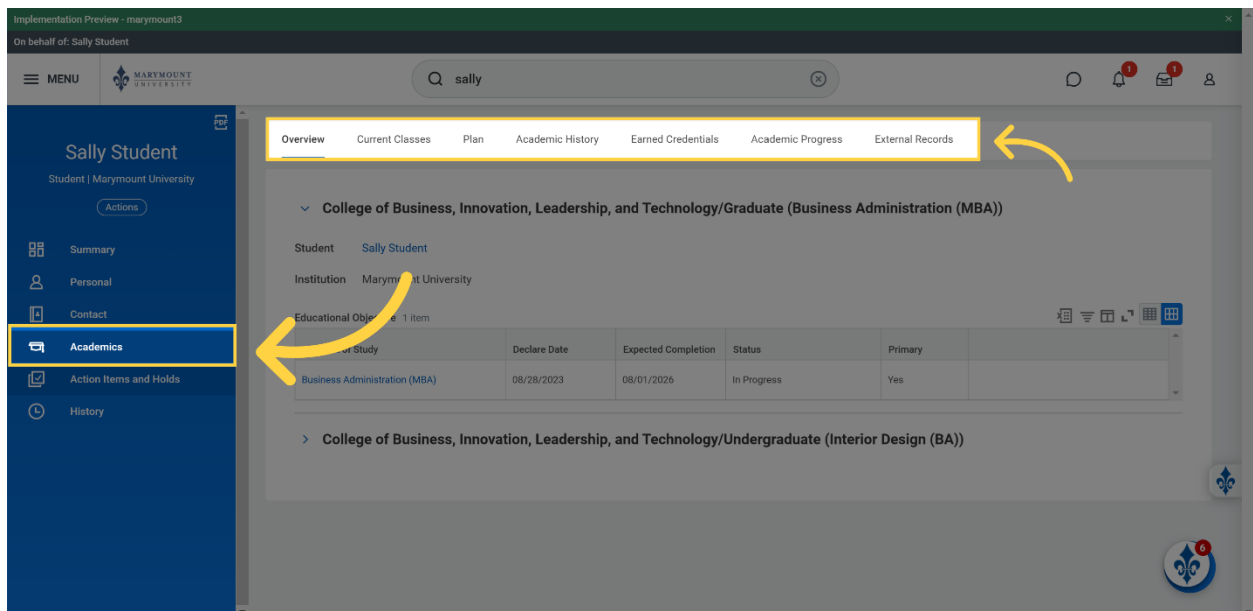 Implementation Preview - marymount3
On behalf of: Sally Student
MENU
MARYMOUNT
UNIVERSITY
sally
1
1
PDF
Sally Student
Student | Marymount University
Actions
Summary
Personal
Contact
Academics
Action Items and Holds
History
Overview Current Classes Plan Academic History Earned Credentials Academic Progress External Records
College of Business, Innovation, Leadership, and Technology/Graduate (Business Administration (MBA))
Student Sally Student
Institution Marymount University
Educational Objective 1 item
Study Declare Date Expected Completion Status Primary
Business Administration (MBA) 08/28/2023 08/01/2026 In Progress Yes
College of Business, Innovation, Leadership, and Technology/Undergraduate (Interior Design (BA))
6